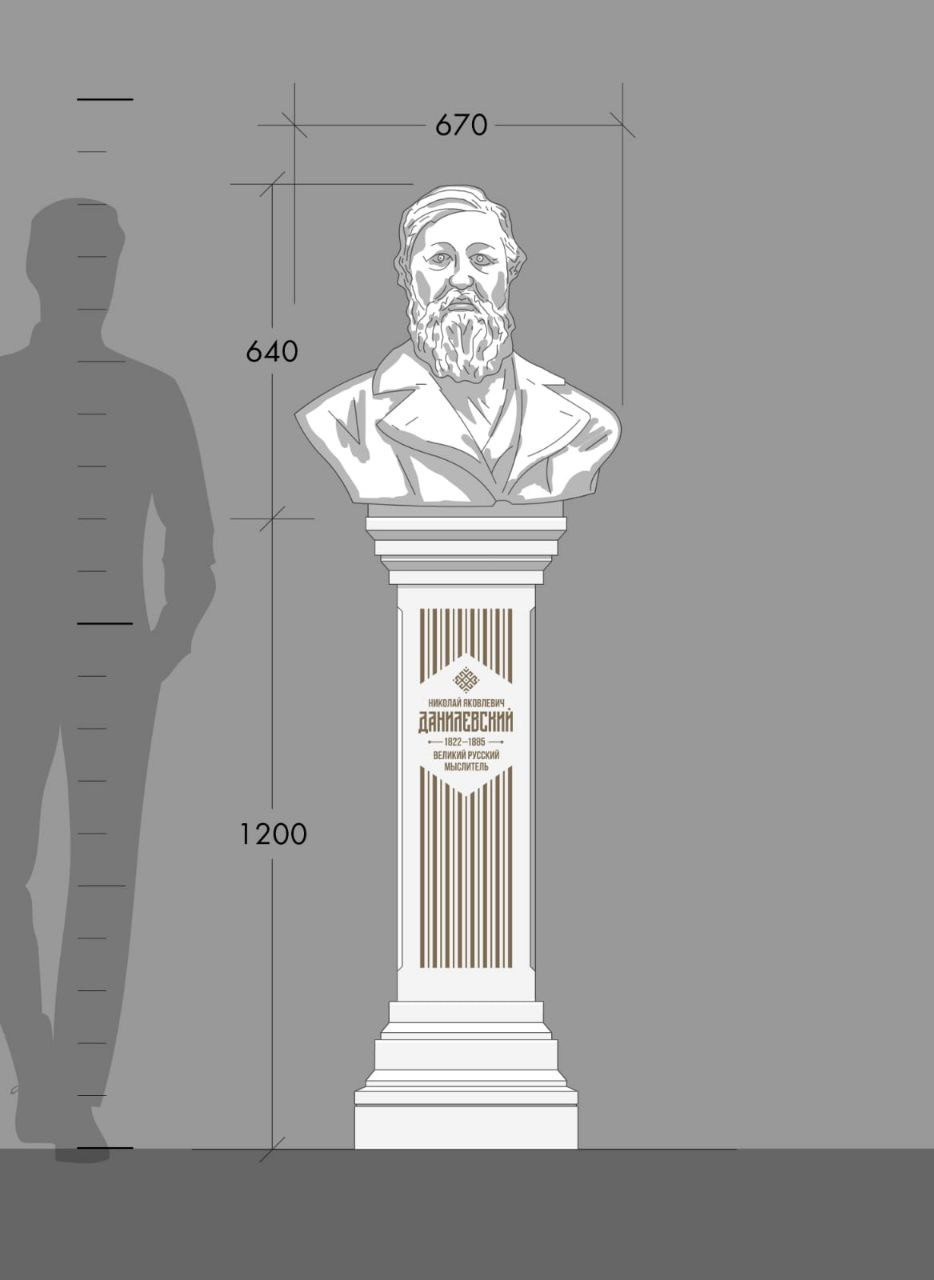 670
640
НИКОЛАЙ ЯКОВЛЕВИЧ
ДАНИЛЕВСКИЙ
1822–1885
ВЕЛИКИЙ РУССКИЙ
МЫСЛИТЕЛЬ
1200